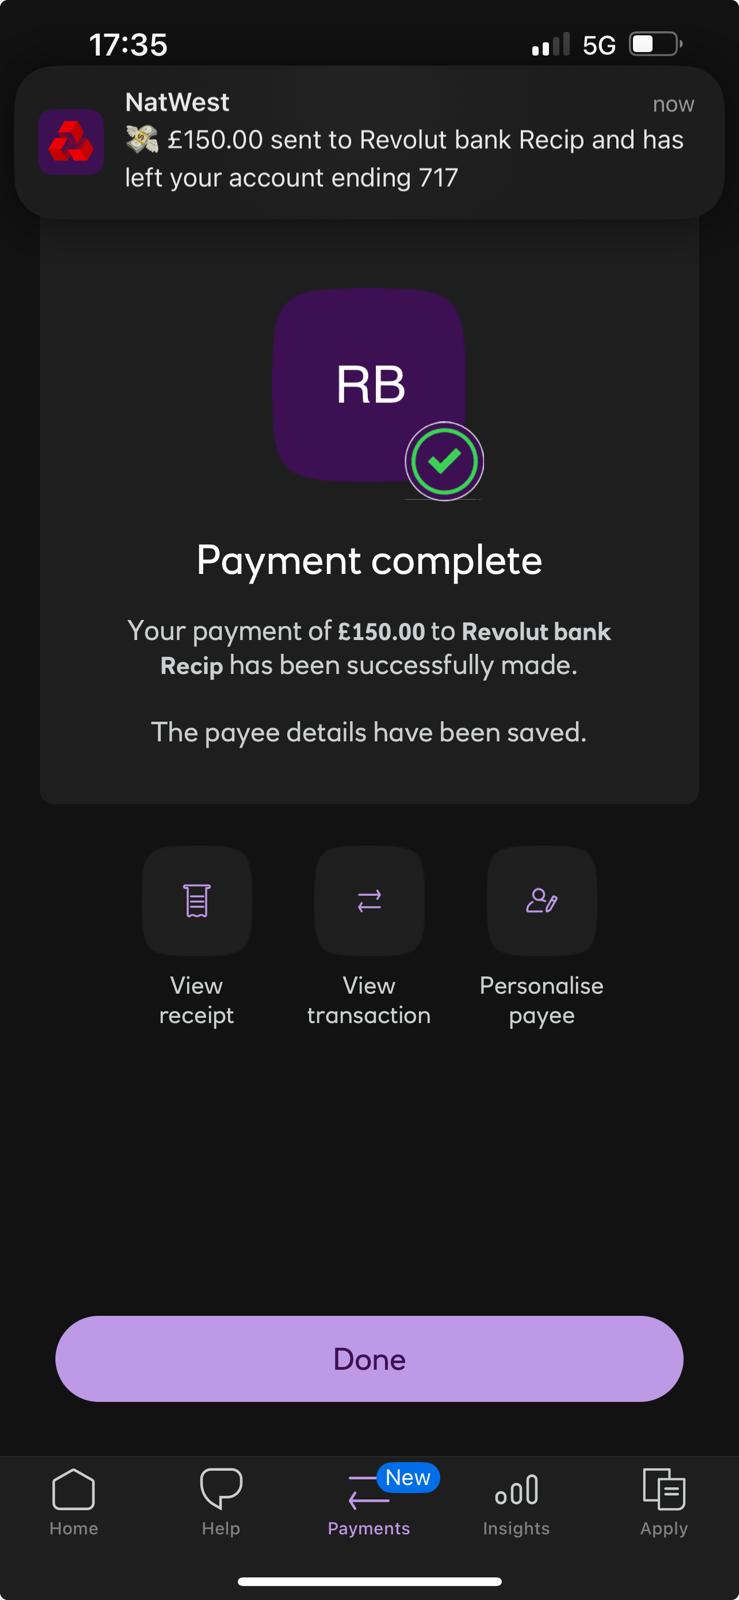 17:35
5G
NatWest
now
💸 £150.00 sent to Revolut bank Recip and has
left your account ending 717
RB
Payment complete
Your payment of £150.00 to Revolut bank
Recip has been successfully made.
The payee details have been saved.
View
receipt
View
transaction
Personalise
payee
Done
New
Home
Help
Payments
Insights
Apply